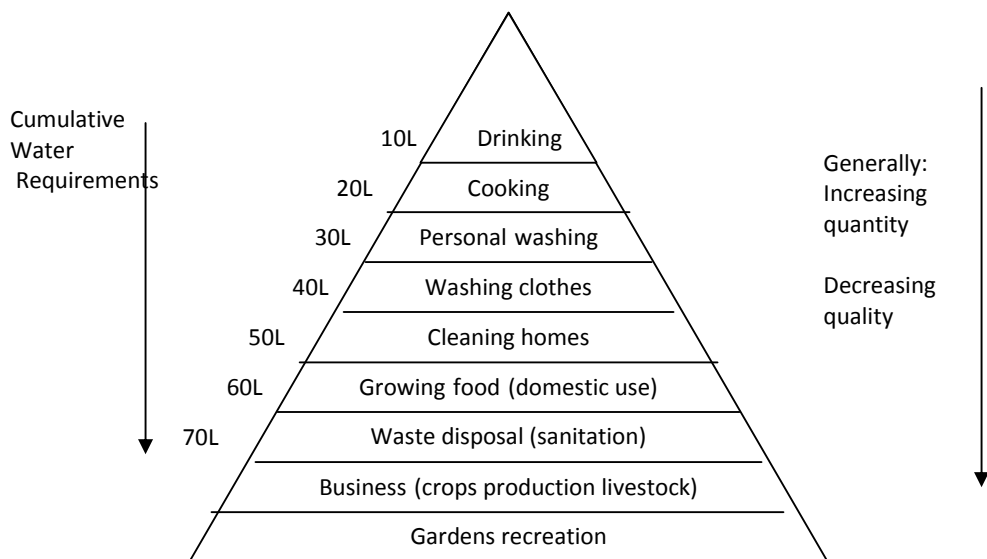 Cumulative
Water
Requirements
10L Drinking
20L Cooking
30L Personal washing
40L Washing clothes
50L Cleaning homes
60L Growing food (domestic use)
70L Waste disposal (sanitation)
Business (crops production livestock)
Gardens recreation
Generally:
Increasing
quantity
Decreasing
quality